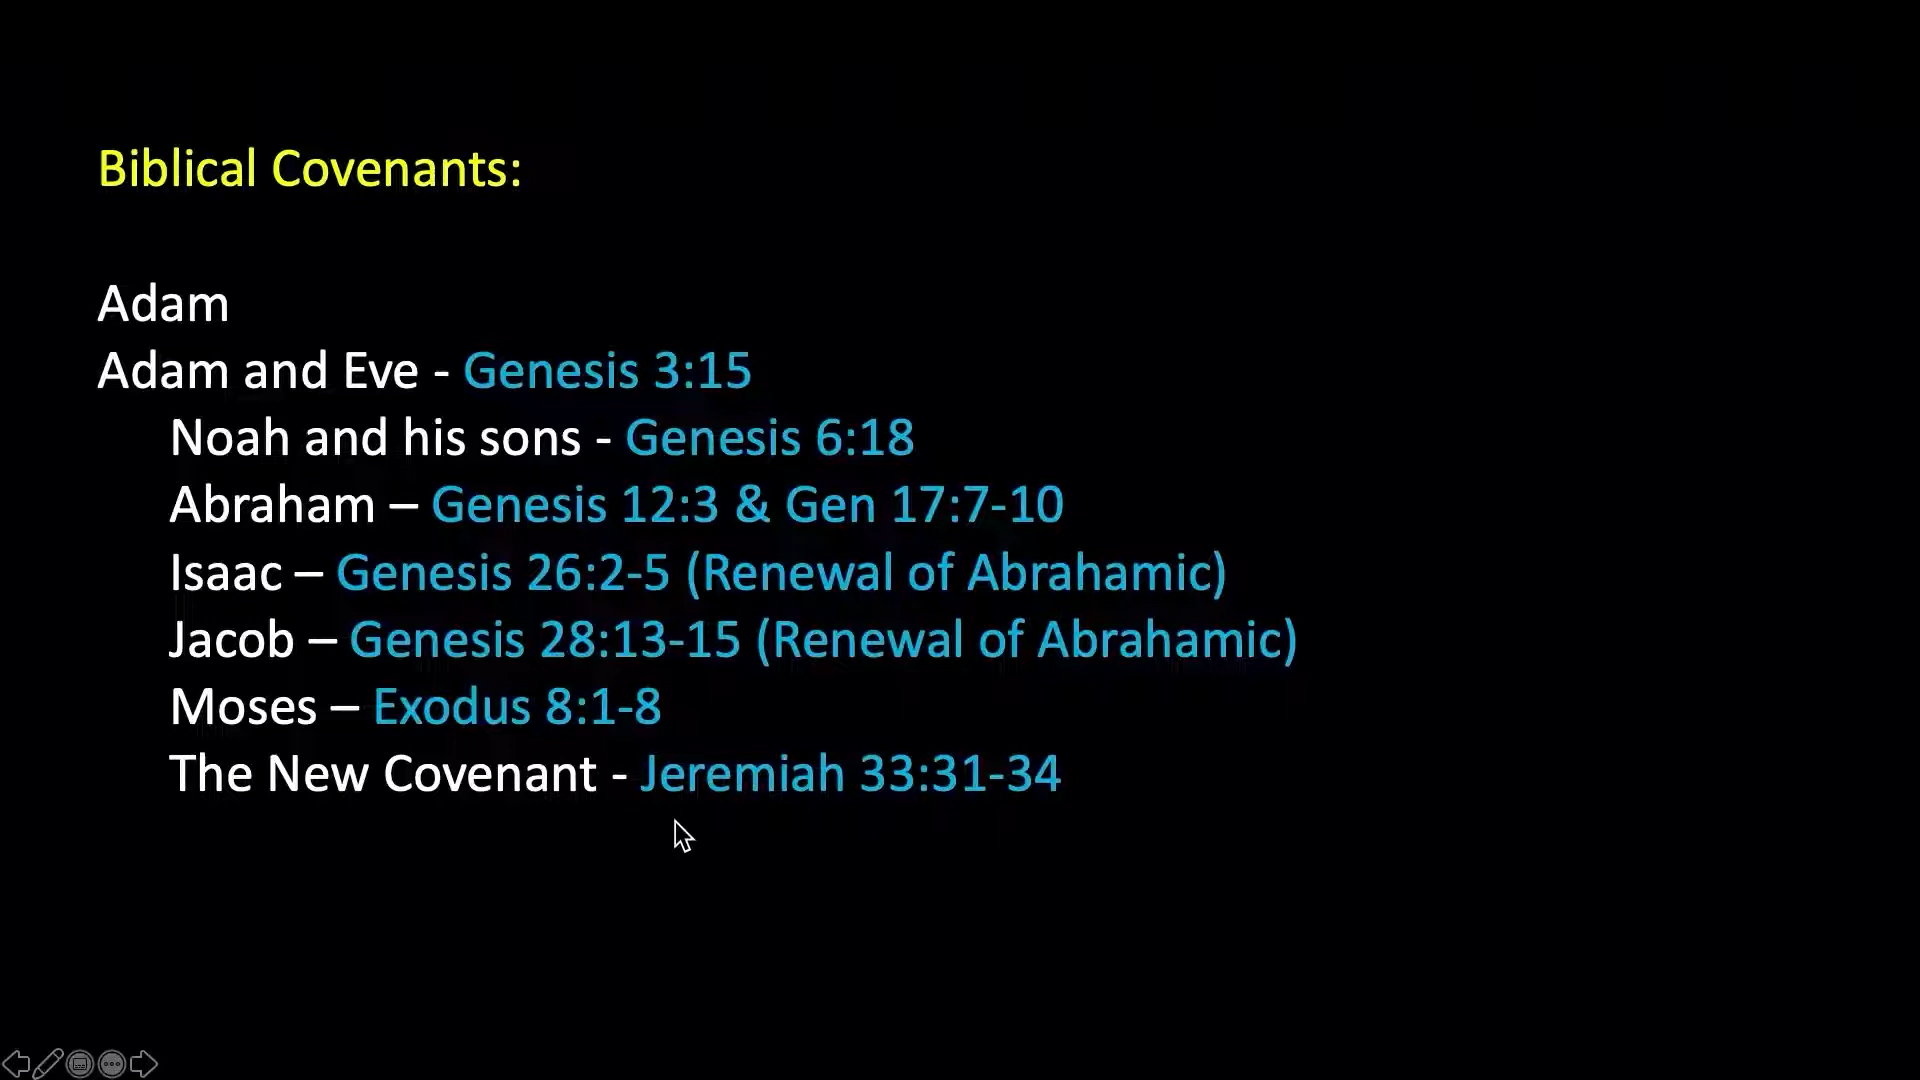 Biblical Covenants:
Adam
Adam and Eve - Genesis 3:15
Noah and his sons - Genesis 6:18
Abraham – Genesis 12:3 & Gen 17:7-10
Isaac – Genesis 26:2-5 (Renewal of Abrahamic)
Jacob – Genesis 28:13-15 (Renewal of Abrahamic)
Moses – Exodus 8:1-8
The New Covenant - Jeremiah 33:31-34